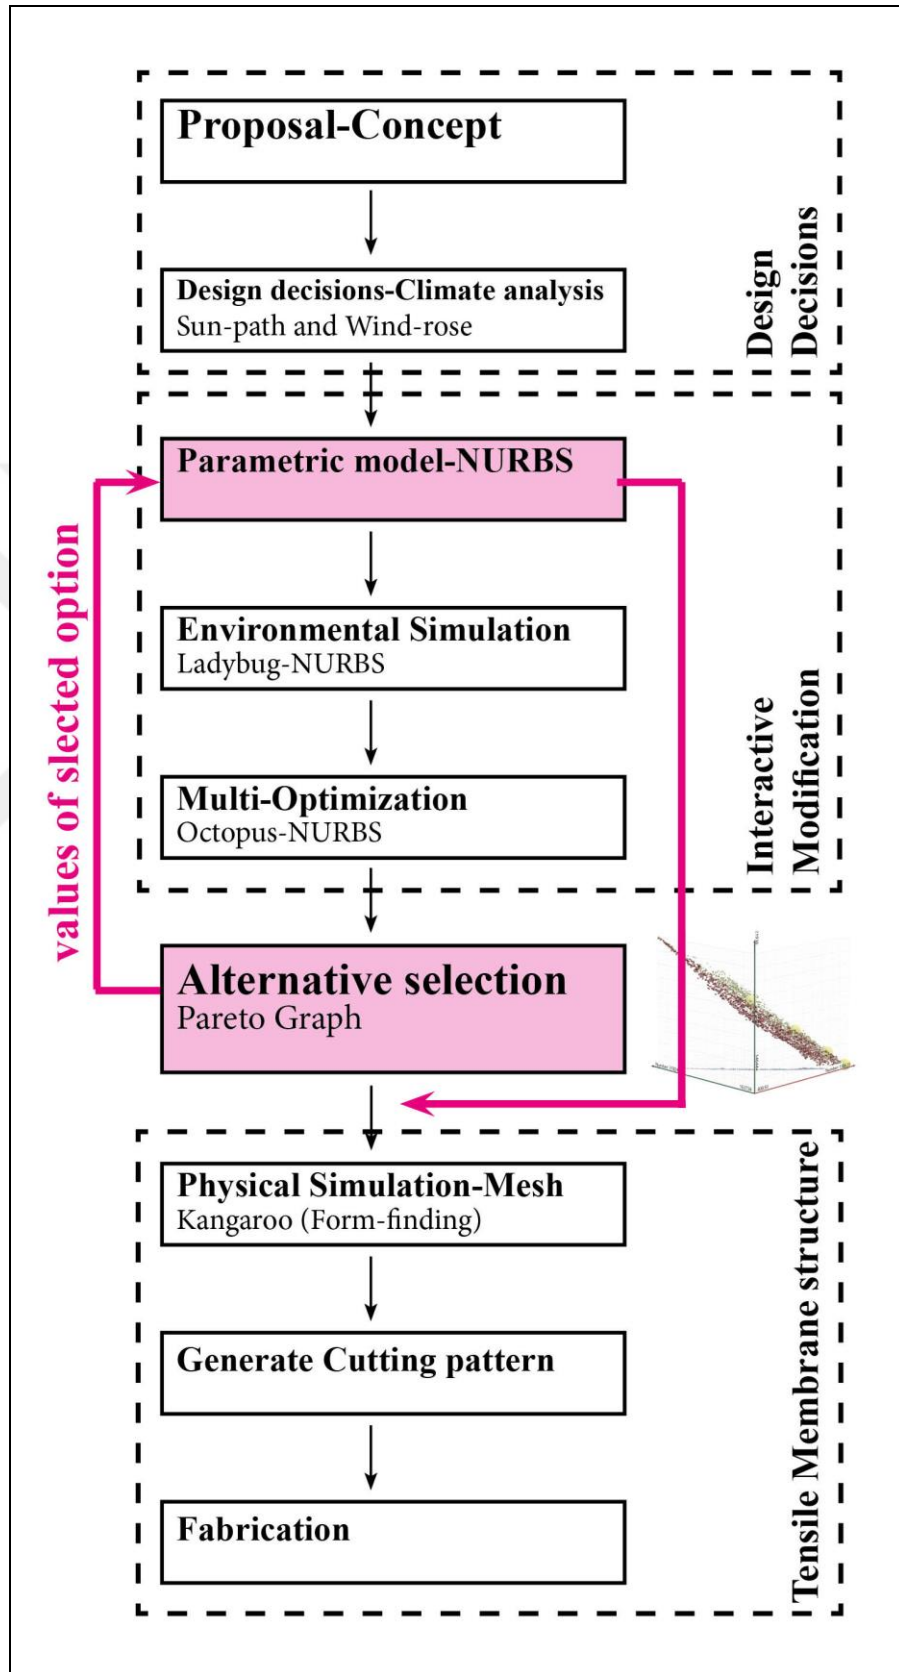 Proposal-Concept
Design decisions-Climate analysis
Sun-path and Wind-rose
Design
Decisions
Parametric model-NURBS
Environmental Simulation
Ladybug-NURBS
Multi-Optimization
Octopus-NURBS
Interactive
Modification
values of slected option
Alternative selection
Pareto Graph
Physical Simulation-Mesh
Kangaroo (Form-finding)
Generate Cutting pattern
Fabrication
Tensile Membrane structure